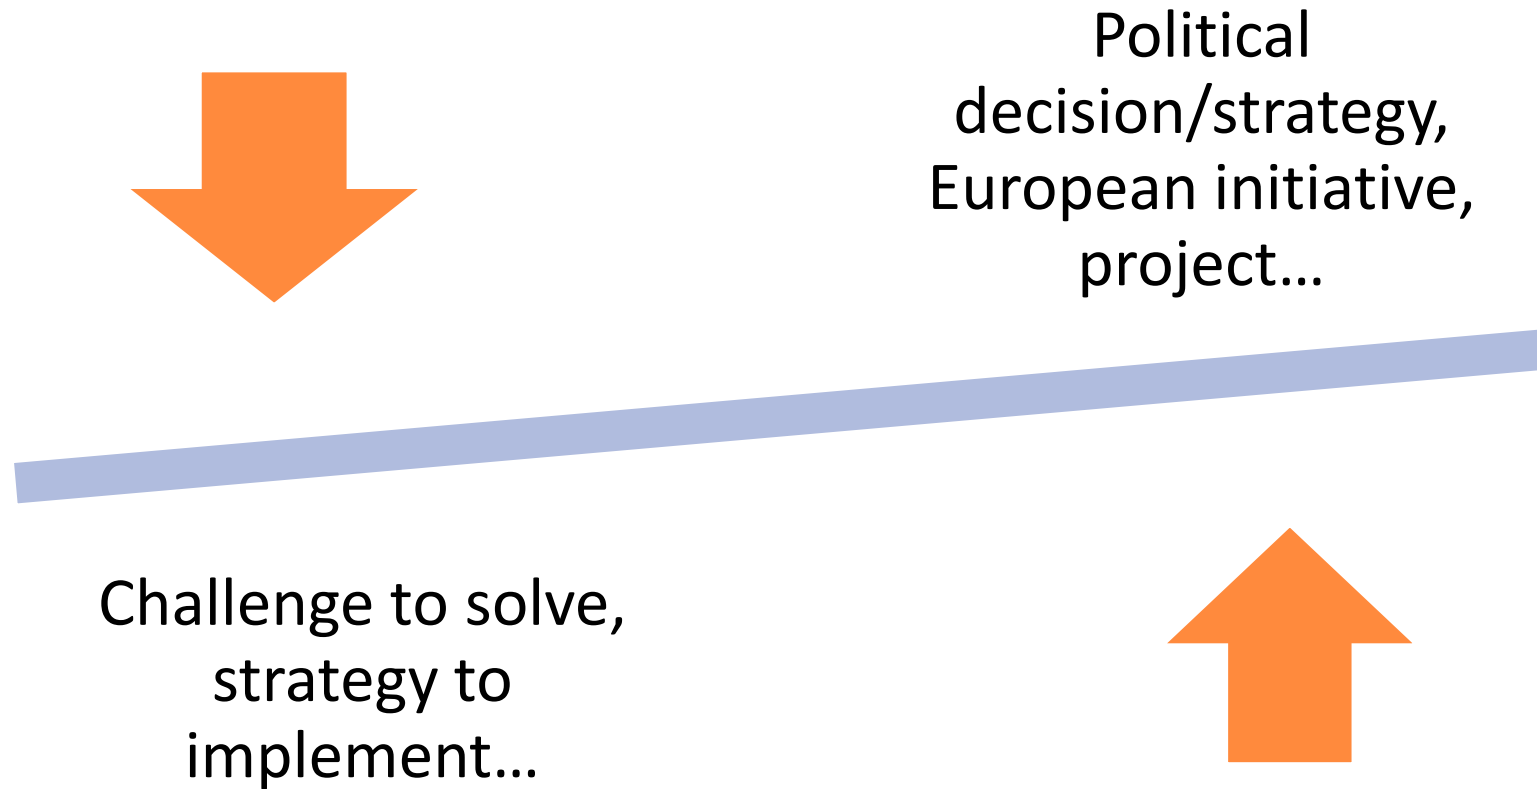 Political
decision/strategy,
European initiative,
project…
Challenge to solve,
strategy to
implement…